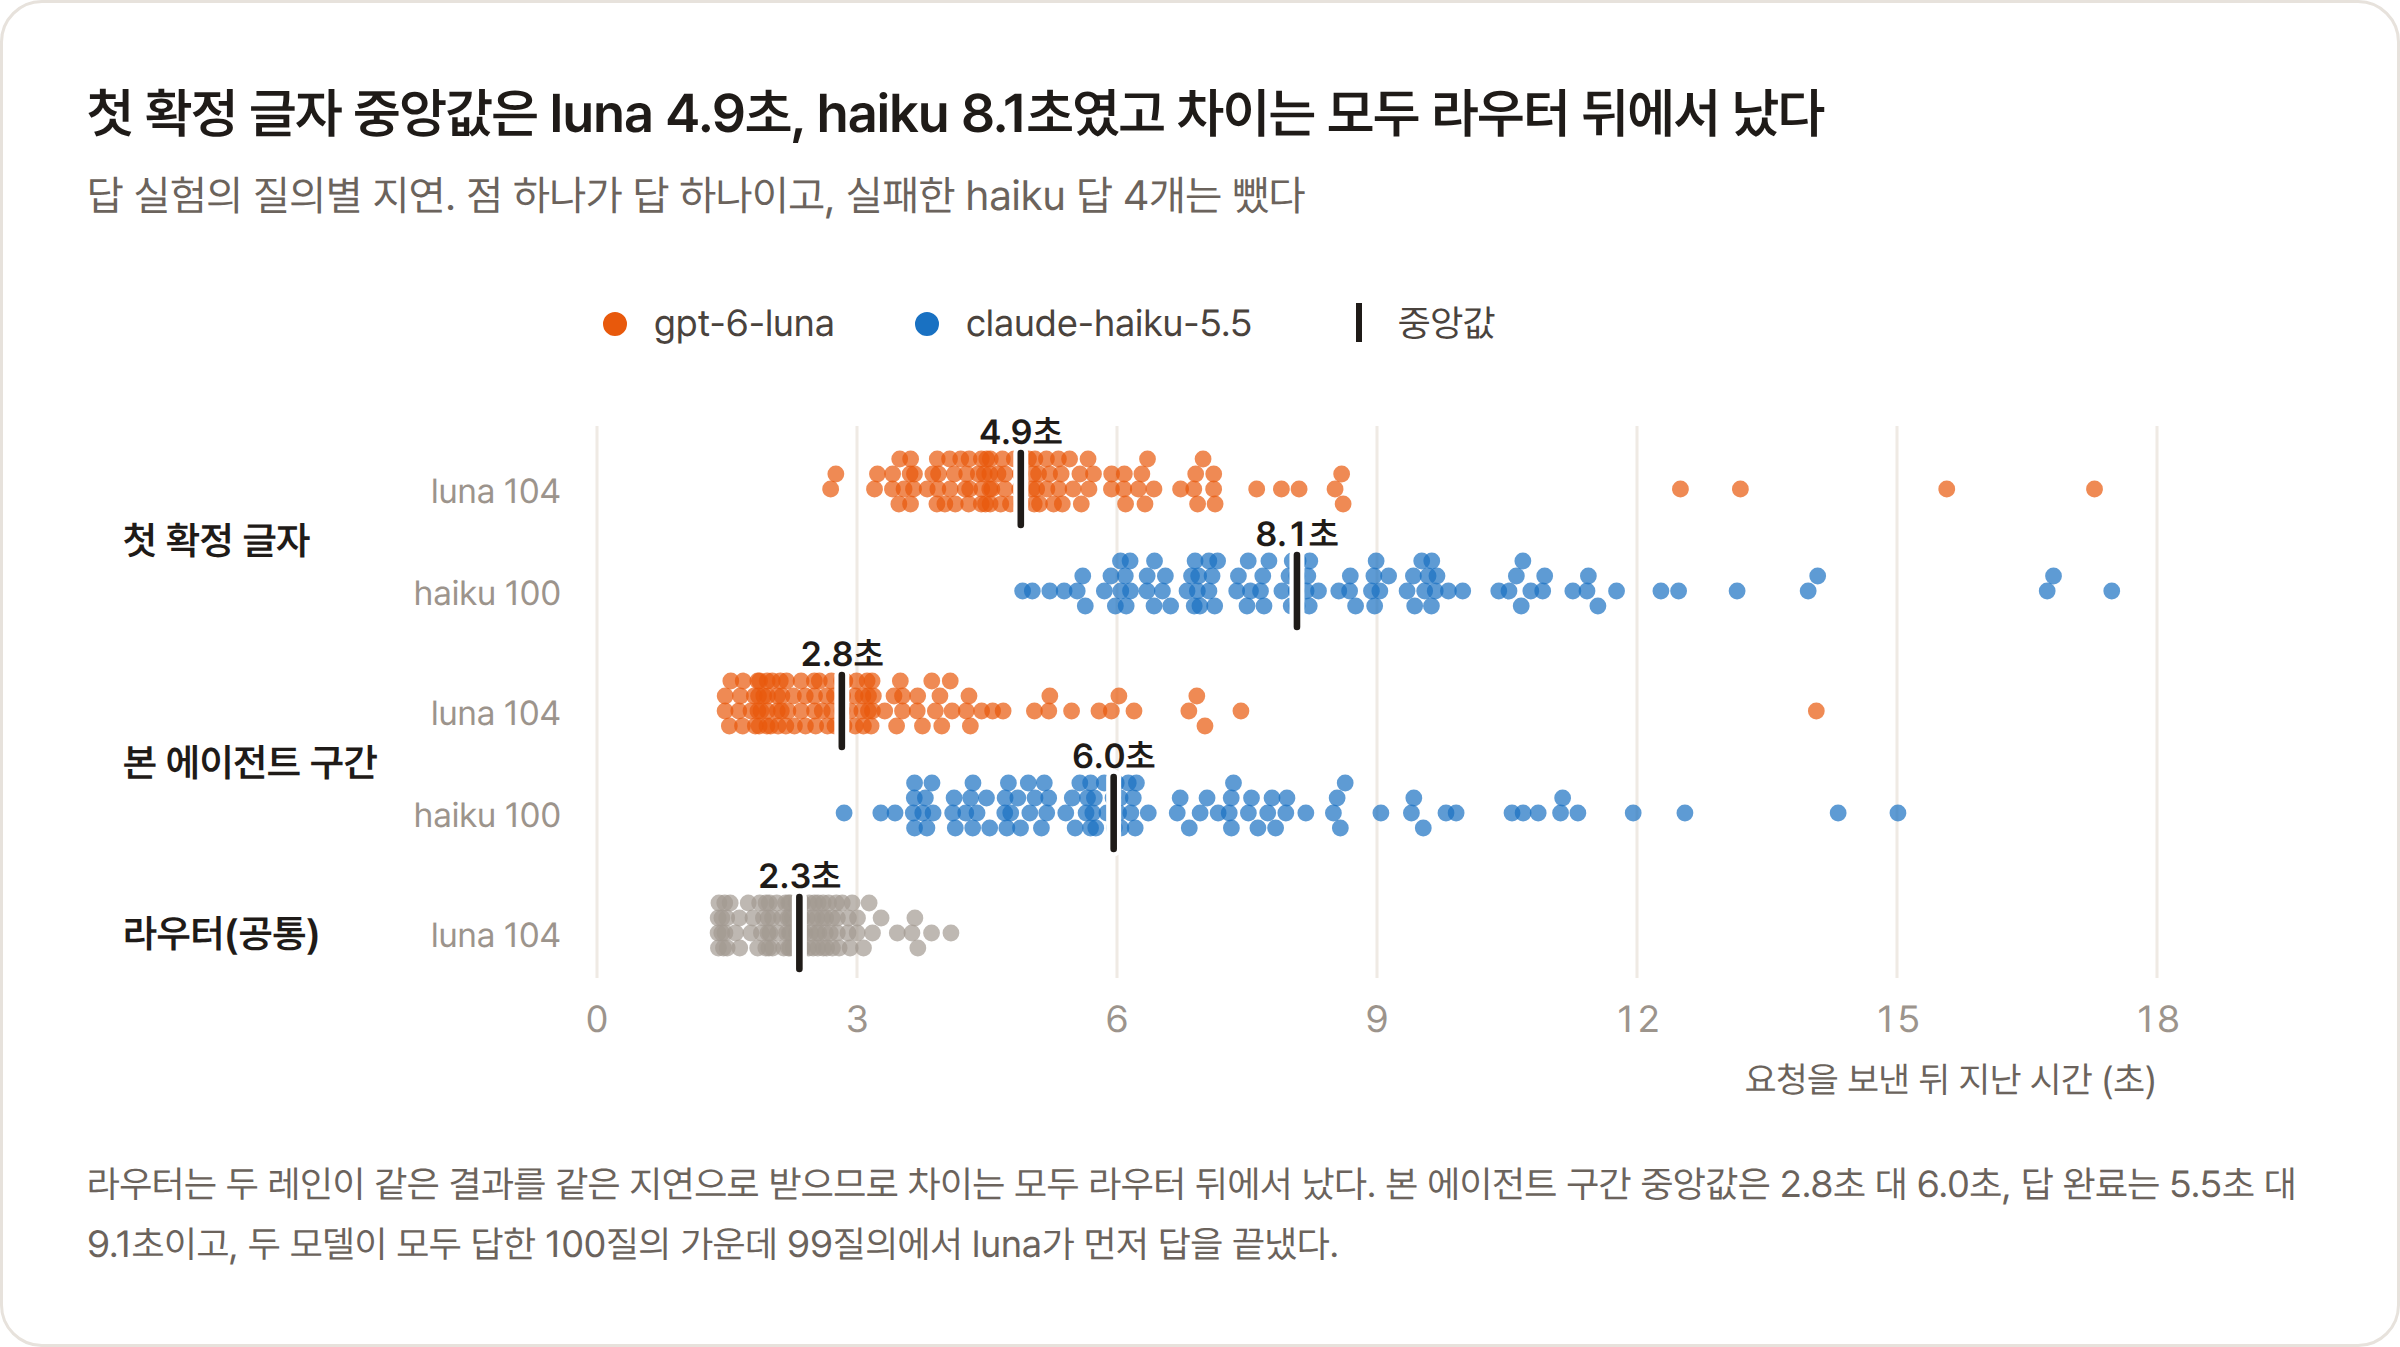 첫 확정 글자 중앙값은 luna 4.9초, haiku 8.1초였고 차이는 모두 라우터 뒤에서 났다
답 실험의 질의별 지연. 점 하나가 답 하나이고, 실패한 haiku 답 4개는 뺐다
gpt-6-luna
claude-haiku-5.5
중앙값
4.9초
luna 104
첫 확정 글자
8.1초
haiku 100
2.8초
luna 104
본 에이전트 구간
6.0초
haiku 100
2.3초
라우터(공통)
luna 104
0 3 6 9 12 15 18
요청을 보낸 뒤 지난 시간 (초)
라우터는 두 레인이 같은 결과를 같은 지연으로 받으므로 차이는 모두 라우터 뒤에서 났다. 본 에이전트 구간 중앙값은 2.8초 대 6.0초, 답 완료는 5.5초 대
9.1초이고, 두 모델이 모두 답한 100질의 가운데 99질의에서 luna가 먼저 답을 끝냈다.